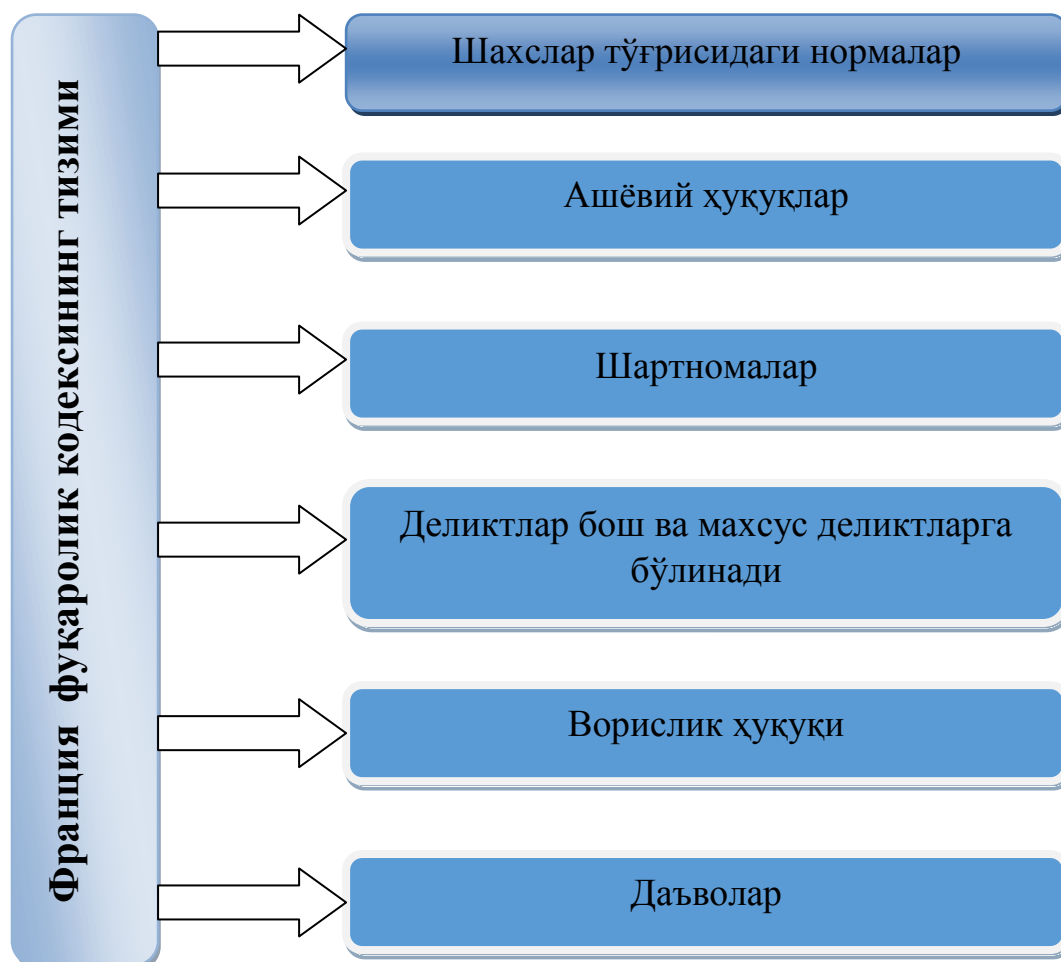 Франция фуқаролик кодексининг тизими
Шахслар тўғрисидаги нормалар
Ашёвий ҳуқуқлар
Шартномалар
Деликтлар бош ва махсус деликтларга
бўлинади
Ворислик ҳуқуқи
Даъволар